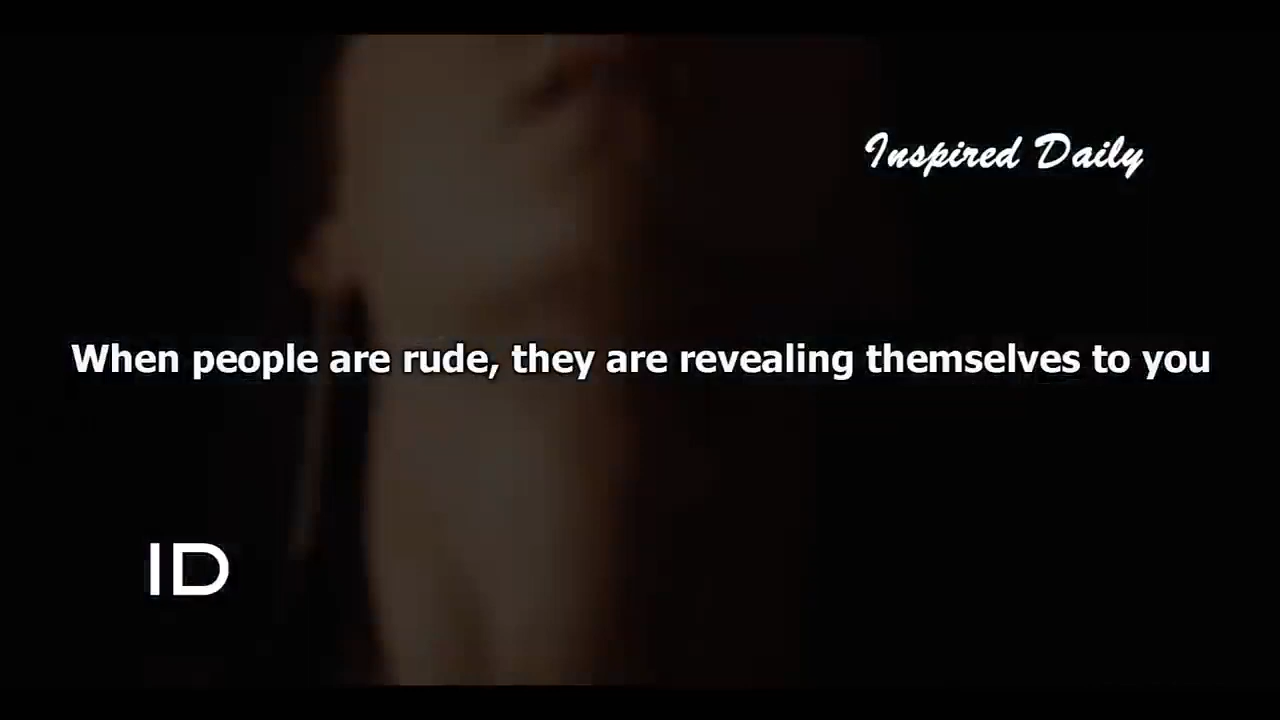 Inspired Daily
When people are rude, they are revealing themselves to you
ID